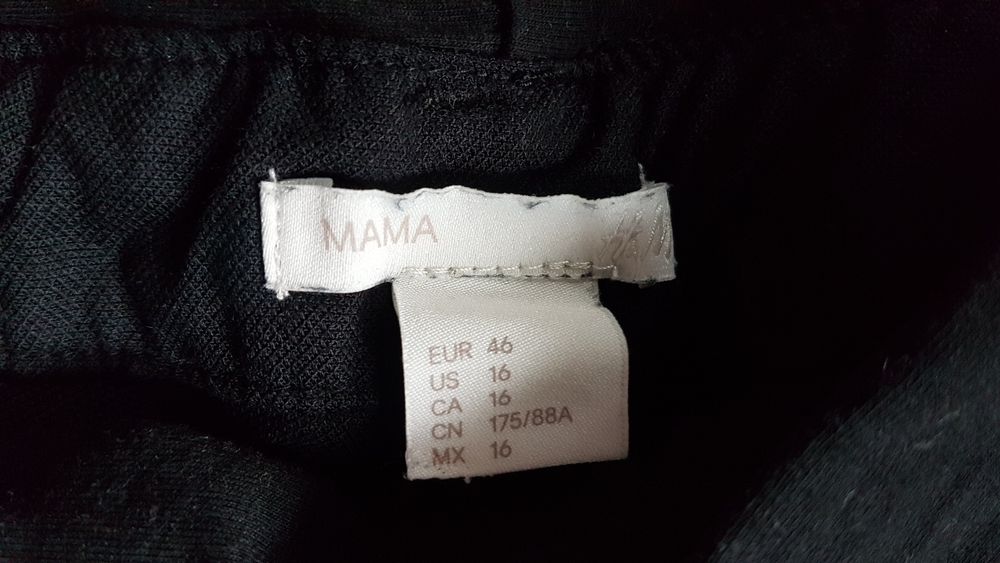 MAMA
EUR 46
US 16
CA 16
CN 175/88A
MX 16